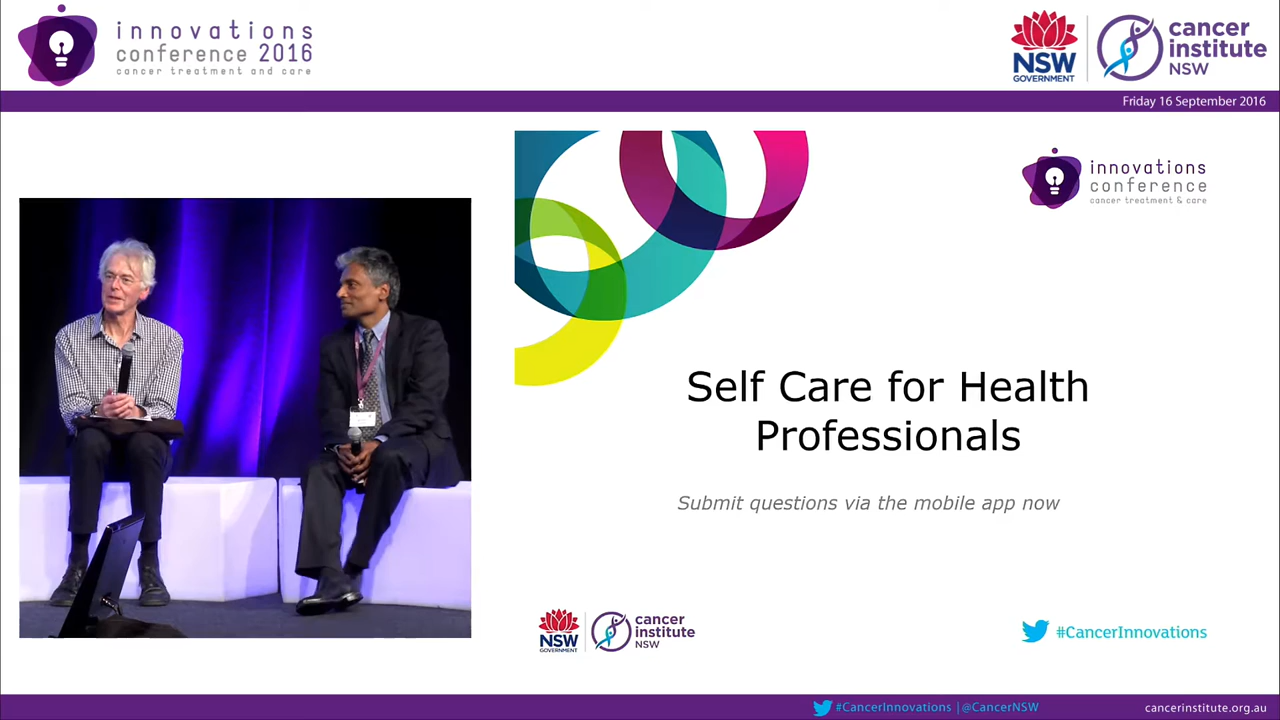 innovations
conference 2016
cancer treatment and care
NSW
GOVERNMENT
cancer
institute
NSW
Friday 16 September 2016
innovations
conference
cancer treatment & care
Self Care for Health
Professionals
Submit questions via the mobile app now
NSW
GOVERNMENT
cancer
institute
NSW
#CancerInnovations
#CancerInnovations | @CancerNSW
cancerinstitute.org.au